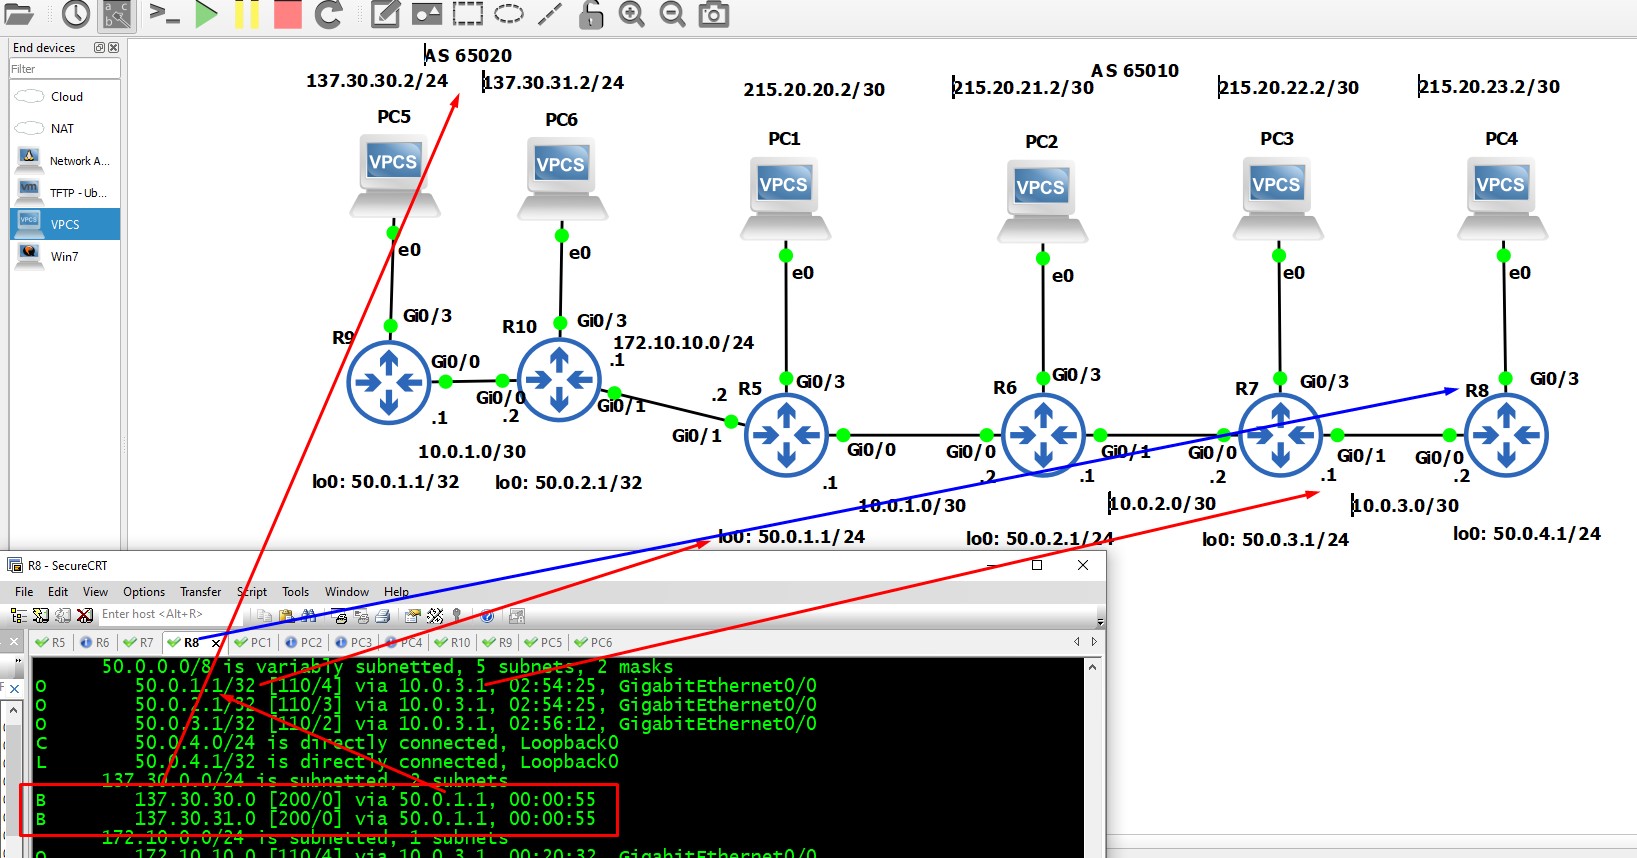 End devices
Filter
Cloud
NAT
Network A...
TFTP - Ub...
VPCS
Win7
AS 65020
137.30.30.2/24
137.30.31.2/24
215.20.20.2/30
215.20.21.2/30
AS 65010
215.20.22.2/30
215.20.23.2/30
PC5
PC6
PC1
PC2
PC3
PC4
VPCS
VPCS
VPCS
VPCS
VPCS
VPCS
e0
e0
e0
e0
e0
e0
Gi0/3
R9
R10
Gi0/3
172.10.10.0/24
.1
Gi0/0
Gi0/0
.1
.2
Gi0/1
.2
R5
Gi0/3
Gi0/1
Gi0/0
.1
R6
Gi0/3
Gi0/0
.2
Gi0/1
.1
R7
Gi0/3
Gi0/0
.2
Gi0/1
.1
R8
Gi0/3
Gi0/0
.2
10.0.1.0/30
10.0.1.0/30
10.0.2.0/30
10.0.3.0/30
lo0: 50.0.1.1/32
lo0: 50.0.2.1/32
lo0: 50.0.1.1/24
lo0: 50.0.2.1/24
lo0: 50.0.3.1/24
lo0: 50.0.4.1/24
R8 - SecureCRT
File Edit View Options Transfer Script Tools Window Help
Enter host <Alt+R>
R5 R6 R7 R8 PC1 PC2 PC3 PC4 R10 R9 PC5 PC6
50.0.0.0/8 is variably subnetted, 5 subnets, 2 masks
O 50.0.1.1/32 [110/4] via 10.0.3.1, 02:54:25, GigabitEthernet0/0
O 50.0.2.1/32 [110/3] via 10.0.3.1, 02:54:25, GigabitEthernet0/0
O 50.0.3.1/32 [110/2] via 10.0.3.1, 02:56:12, GigabitEthernet0/0
C 50.0.4.0/24 is directly connected, Loopback0
L 50.0.4.1/32 is directly connected, Loopback0
137.30.0.0/24 is subnetted, 2 subnets
B 137.30.30.0 [200/0] via 50.0.1.1, 00:00:55
B 137.30.31.0 [200/0] via 50.0.1.1, 00:00:55
172.10.0.0/24 is subnetted, 1 subnets
O 172.10.10.0 [110/4] via 10.0.3.1, 00:20:32, GigabitEthernet0/0